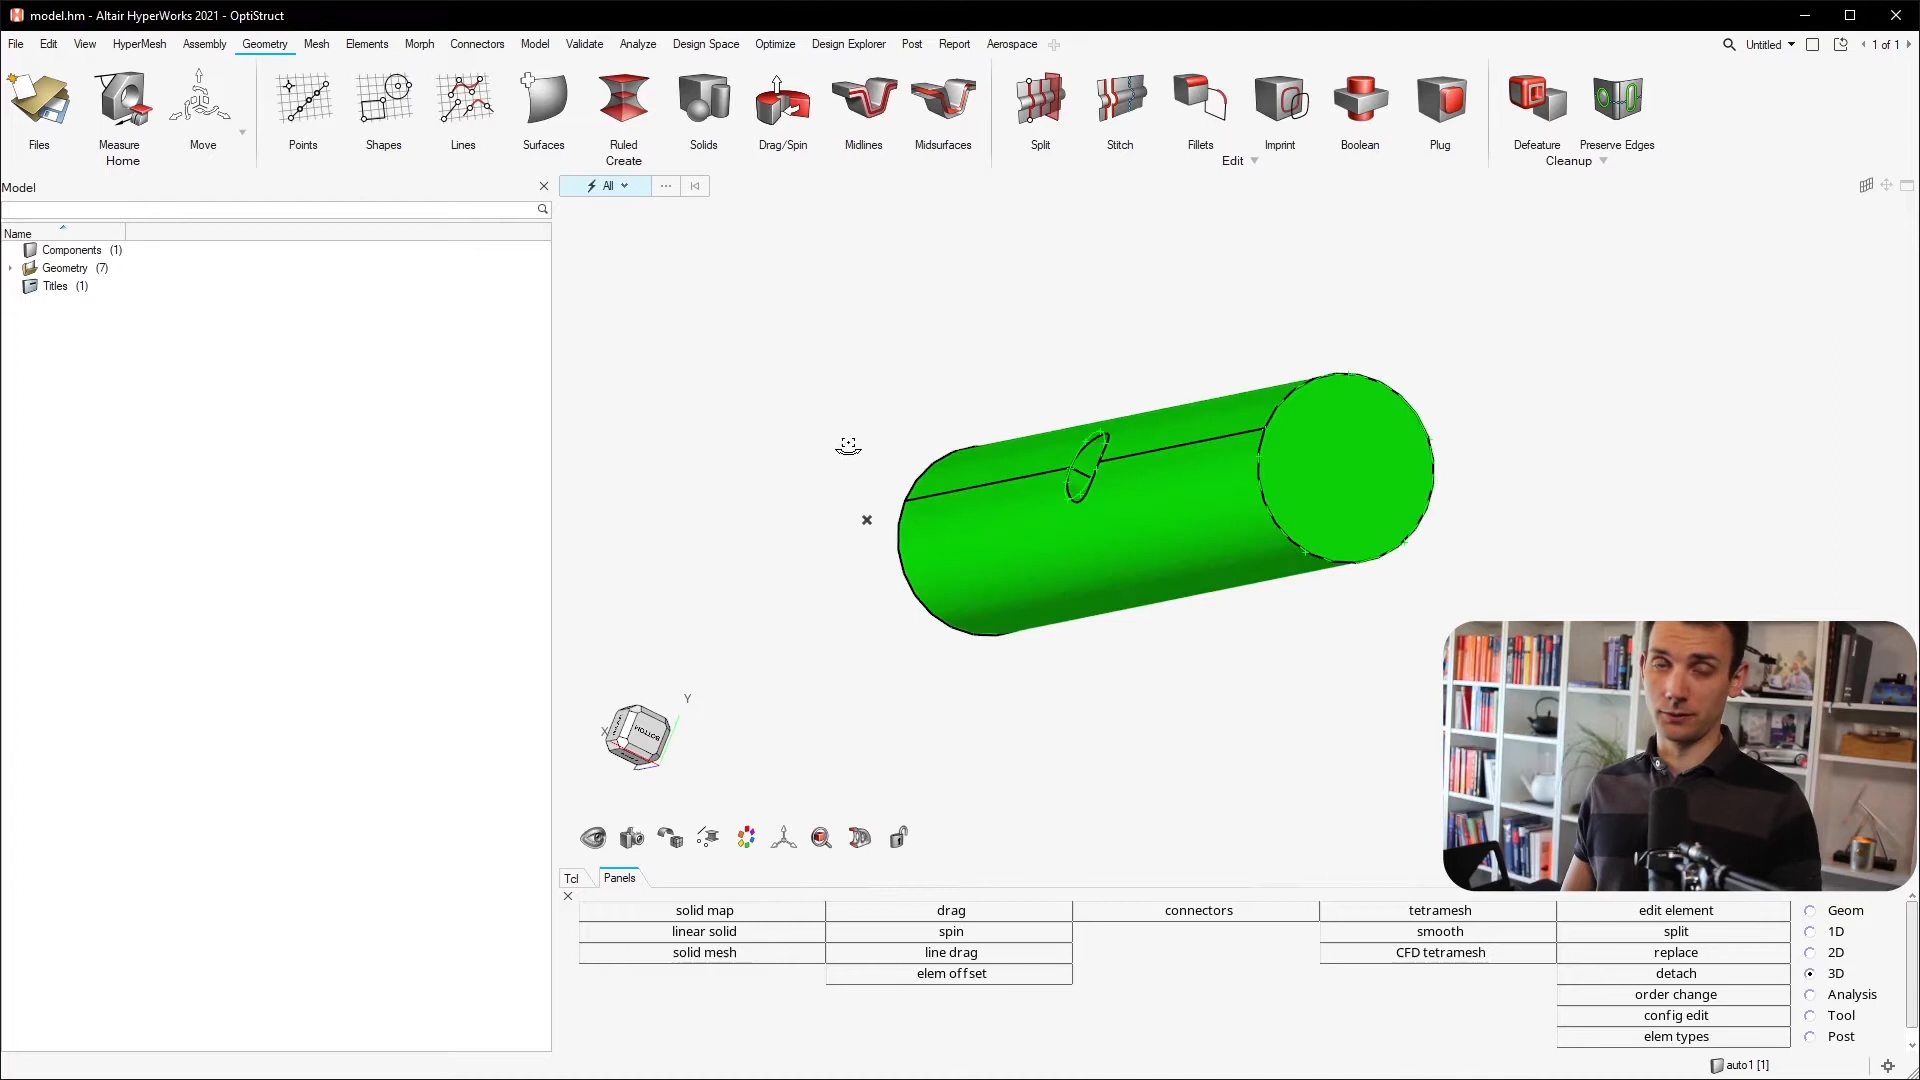 model.hm - Altair HyperWorks 2021 - OptiStruct
File Edit View HyperMesh Assembly Geometry Mesh Elements Morph Connectors Model Validate Analyze Design Space Optimize Design Explorer Post Report Aerospace Untitled 1 of 1
Files Measure Move Points Shapes Lines Surfaces Ruled Solids Drag/Spin Midlines Midsurfaces Split Stitch Fillets Imprint Boolean Plug Defeature Preserve Edges
Home Create Edit Cleanup
Model
All
Name
Components (1)
Geometry (7)
Titles (1)
Y
X
BOTTOM
Tcl Panels
solid map drag connectors tetramesh edit element Geom
linear solid spin smooth split 1D
solid mesh line drag CFD tetramesh replace 2D
elem offset detach 3D
order change Analysis
config edit Tool
elem types Post
auto1 [1]